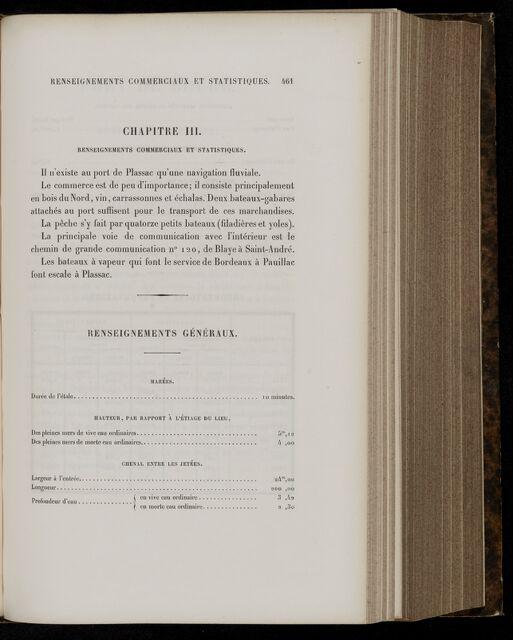 RENSEIGNEMENTS COMMERCIAUX ET STATISTIQUES. 461
CHAPITRE III.
RENSEIGNEMENTS COMMERCIAUX ET STATISTIQUES.
Il n'existe au port de Plassac qu'une navigation fluviale.
Le commerce est de peu d'importance; il consiste principalement
en bois du Nord, vin, carrassonnes et échalas. Deux bateaux-gabares
attachés au port suffisent pour le transport de ces marchandises.
La pêche s'y fait par quatorze petits bateaux (filadières et yoles).
La principale voie de communication avec l'intérieur est le
chemin de grande communication n° 120, de Blaye à Saint-André.
Les bateaux à vapeur qui font le service de Bordeaux à Pauillac
font escale à Plassac.
RENSEIGNEMENTS GÉNÉRAUX.
MARÉES.
Durée de l'étale. 10 minutes.
HAUTEUR, PAR RAPPORT À L'ÉTIAGE DU LIEU,
Des pleines mers de vive eau ordinaires. 5m,10
Des pleines mers de morte eau ordinaires. 4 ,00
CHENAL ENTRE LES JETÉES.
Largeur à l'entrée. 24m,00
Longueur. 200 ,00
Profondeur d'eau { en vive eau ordinaire. 3 ,40
{ en morte eau ordinaire. 2 ,30